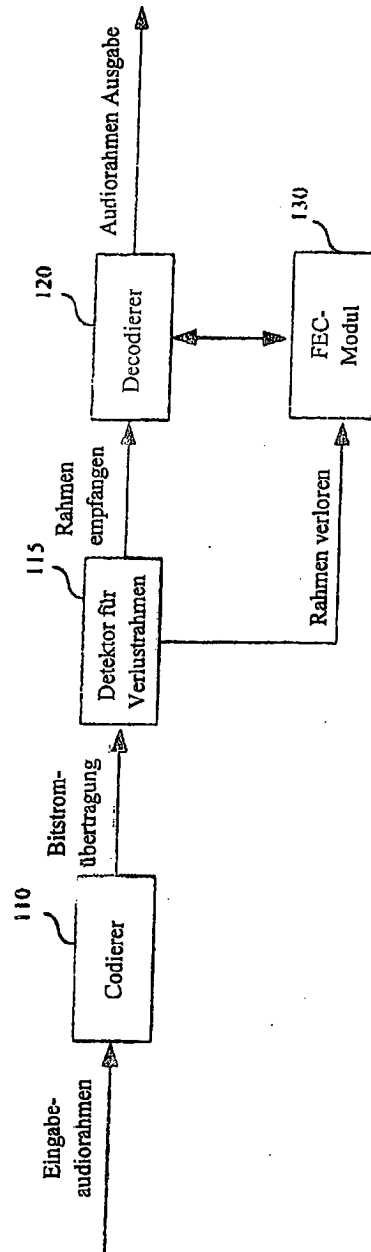 Eingabe-
audiorahmen
110
Codierer
Bitstrom-
übertragung
115
Detektor für
Verlustrahmen
Rahmen
empfangen
120
Decodierer
Audiorahmen Ausgabe
Rahmen verloren
130
FEC-
Modul